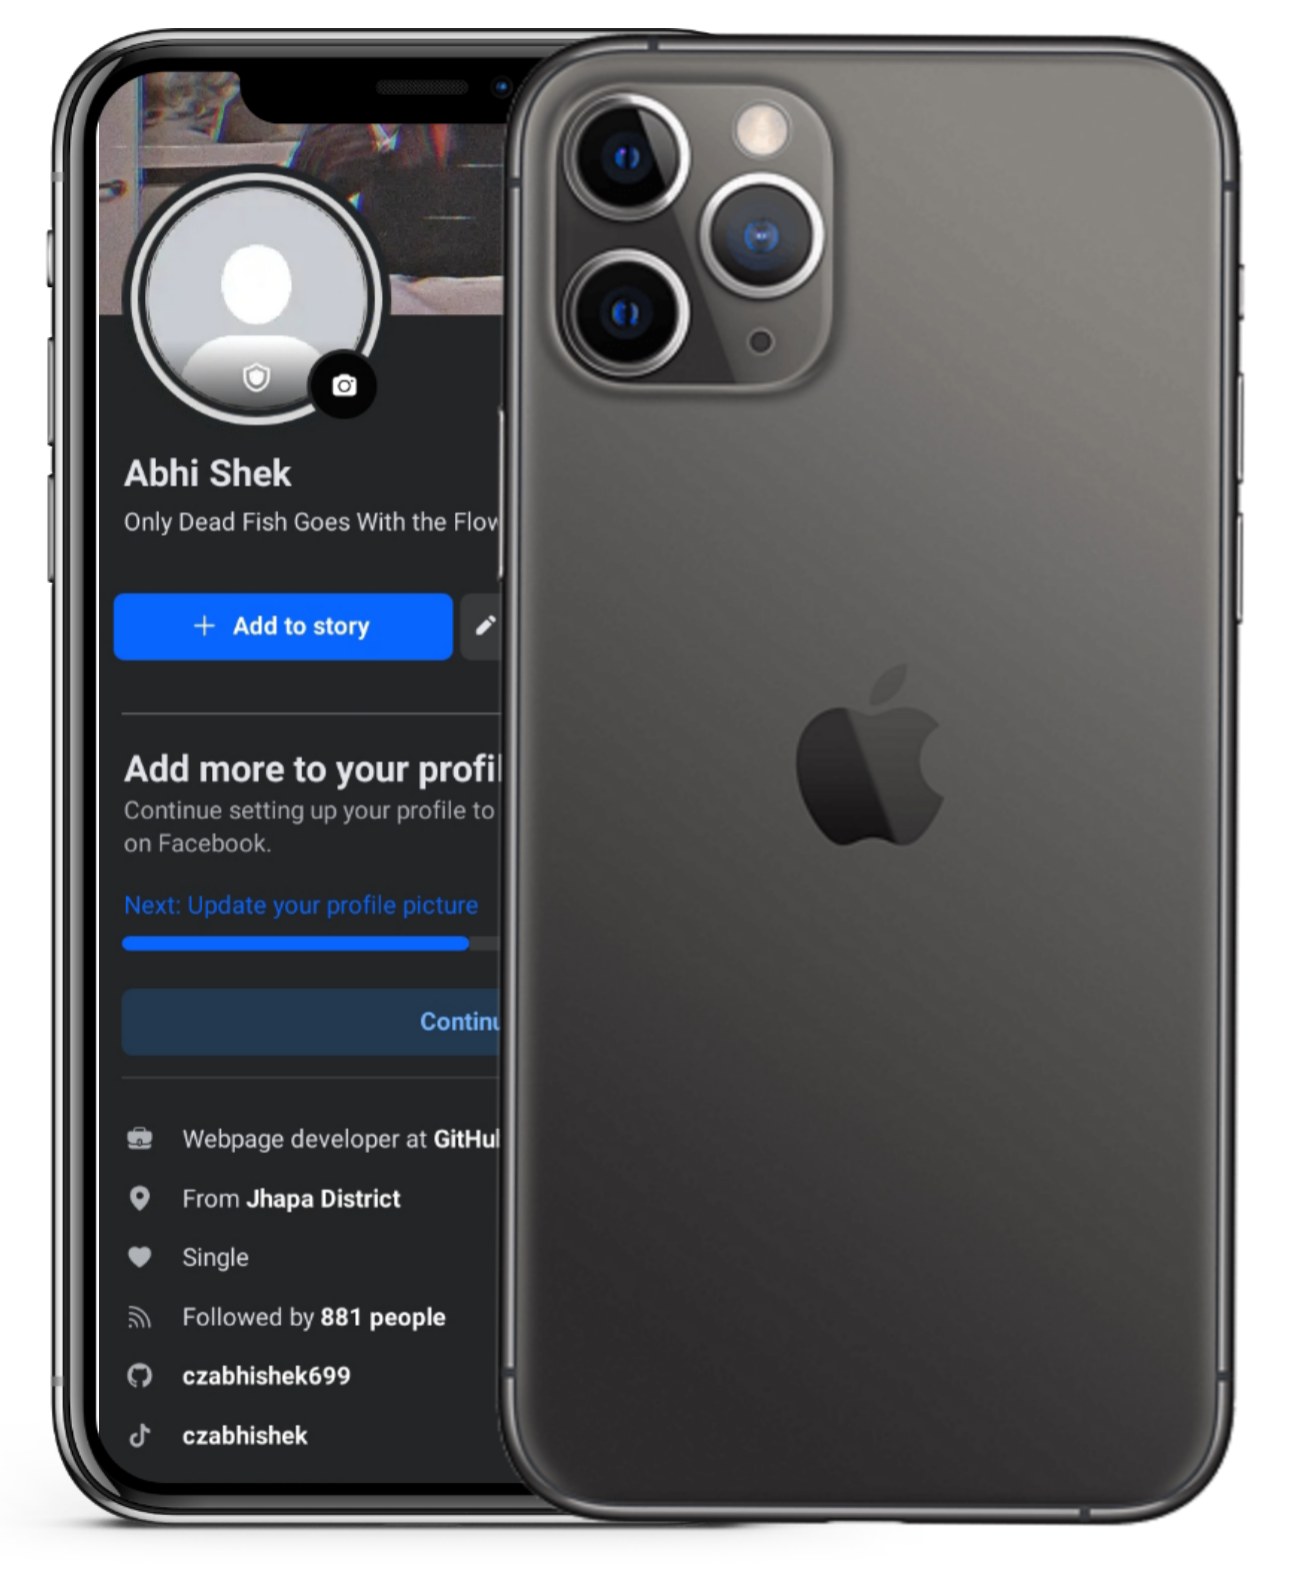 Abhi Shek
Only Dead Fish Goes With the Flow
Add to story
Add more to your profil
Continue setting up your profile to
on Facebook.
Next: Update your profile picture
Continu
Webpage developer at GitHu
From Jhapa District
Single
Followed by 881 people
czabhishek699
czabhishek